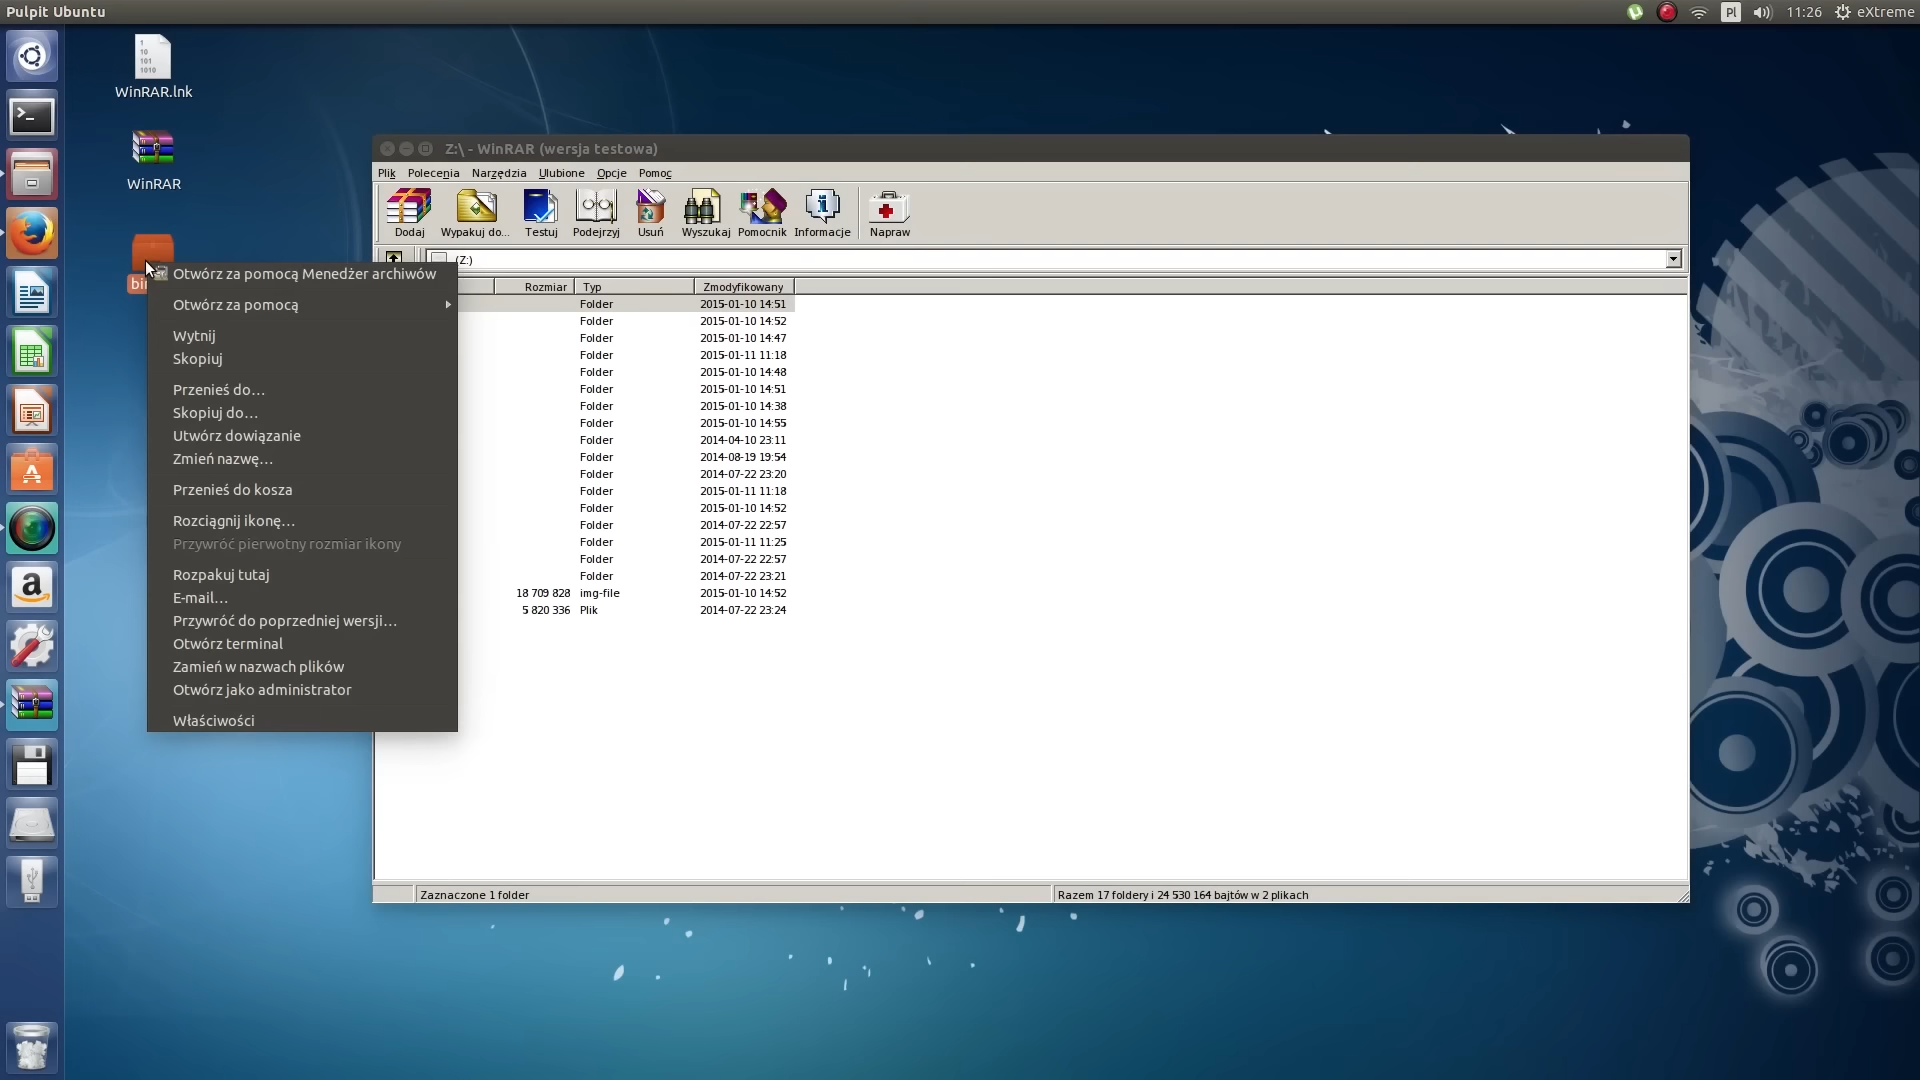 Pulpit Ubuntu
Pl
11:26
eXtreme
WinRAR.lnk
WinRAR
Z:\ - WinRAR (wersja testowa)
Plik Polecenia Narzędzia Ulubione Opcje Pomoc
Dodaj Wypakuj do... Testuj Podejrzyj Usuń Wyszukaj Pomocnik Informacje Napraw
(Z:)
Rozmiar Typ Zmodyfikowany
Folder 2015-01-10 14:51
Folder 2015-01-10 14:52
Folder 2015-01-10 14:47
Folder 2015-01-11 11:18
Folder 2015-01-10 14:48
Folder 2015-01-10 14:51
Folder 2015-01-10 14:38
Folder 2015-01-10 14:55
Folder 2014-04-10 23:11
Folder 2014-08-19 19:54
Folder 2014-07-22 23:20
Folder 2015-01-11 11:18
Folder 2015-01-10 14:52
Folder 2014-07-22 22:57
Folder 2015-01-11 11:25
Folder 2014-07-22 22:57
Folder 2014-07-22 23:21
18 709 828 img-file 2015-01-10 14:52
5 820 336 Plik 2014-07-22 23:24
Zaznaczone 1 folder
Razem 17 foldery i 24 530 164 bajtów w 2 plikach
Otwórz za pomocą Menedżer archiwów
Otwórz za pomocą
Wytnij
Skopiuj
Przenieś do…
Skopiuj do…
Utwórz dowiązanie
Zmień nazwę…
Przenieś do kosza
Rozciągnij ikonę…
Przywróć pierwotny rozmiar ikony
Rozpakuj tutaj
E-mail…
Przywróć do poprzedniej wersji…
Otwórz terminal
Zamień w nazwach plików
Otwórz jako administrator
Właściwości